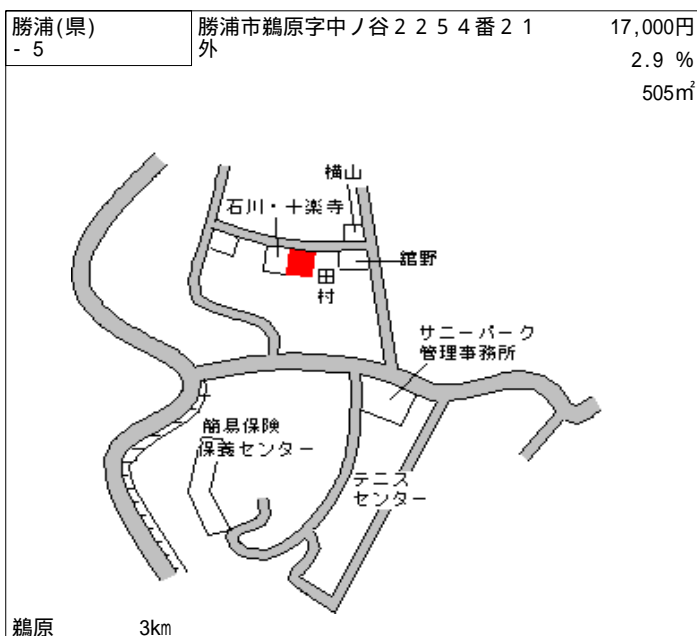 勝浦(県)
- 5
勝浦市鵜原字中ノ谷２２５４番２１
外
17,000円
2.9 %
505㎡
横山
石川・十楽寺
舘野
田村
サニーパーク
管理事務所
簡易保険
保養センター
テニス
センター
鵜原 3km